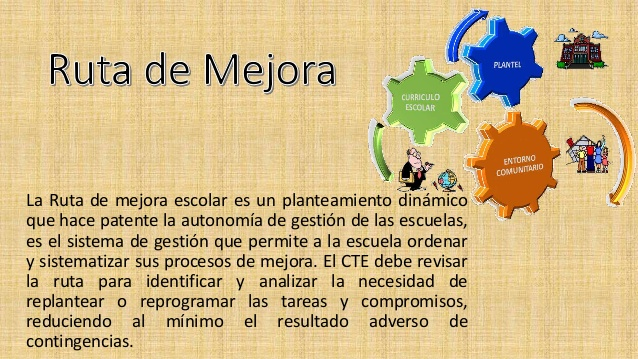 Ruta de Mejora
PLANTEL
CURRICULO
ESCOLAR
ENTORNO
COMUNITARIO
La Ruta de mejora escolar es un planteamiento dinámico
que hace patente la autonomía de gestión de las escuelas,
es el sistema de gestión que permite a la escuela ordenar
y sistematizar sus procesos de mejora. El CTE debe revisar
la ruta para identificar y analizar la necesidad de
replantear o reprogramar las tareas y compromisos,
reduciendo al mínimo el resultado adverso de
contingencias.